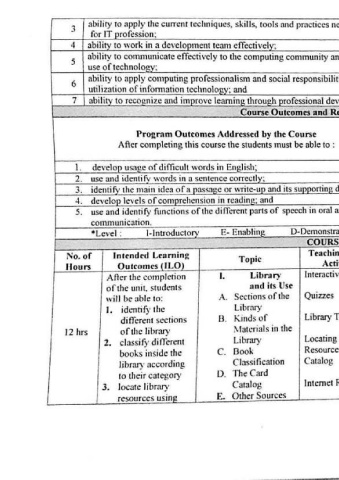 3 ability to apply the current techniques, skills, tools and practices
for IT profession;
4 ability to work in a development team effectively;
5 ability to communicate effectively to the computing community
use of technology;
6 ability to apply computing professionalism and social
utilization of information technology; and
7 ability to recognize and improve learning through professional
Course Outcomes and
Program Outcomes Addressed by the Course
After completing this course the students must be able to :
1. develop usage of difficult words in English;
2. use and identify words in a sentence correctly;
3. identify the main idea of a passage or write-up and its supporting
4. develop levels of comprehension in reading; and
5. use and identify functions of the different parts of speech in oral
communication.
*Level : I-Introductory E- Enabling D-Demonstra
COURS
No. of Hours
Intended Learning
Outcomes (ILO)
Topic
Teachin
Acti
12 hrs
After the completion
of the unit, students
will be able to:
1. identify the
different sections
of the library
2. classify different
books inside the
library according
to their category
3. locate library
resources using
I. Library
and its Use
A. Sections of the
Library
B. Kinds of
Materials in the
Library
C. Book
Classification
D. The Card
Catalog
E. Other Sources
Interactiv
Quizzes
Library T
Locating
Resource
Catalog
Internet